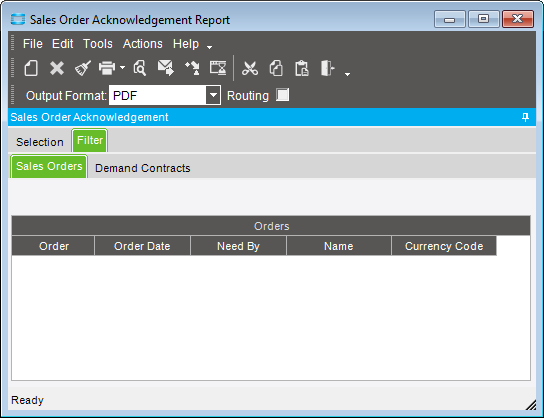 Sales Order Acknowledgement Report
File Edit Tools Actions Help
Output Format: PDF Routing
Sales Order Acknowledgement
Selection Filter
Sales Orders Demand Contracts
Orders
Order Order Date Need By Name Currency Code
Ready